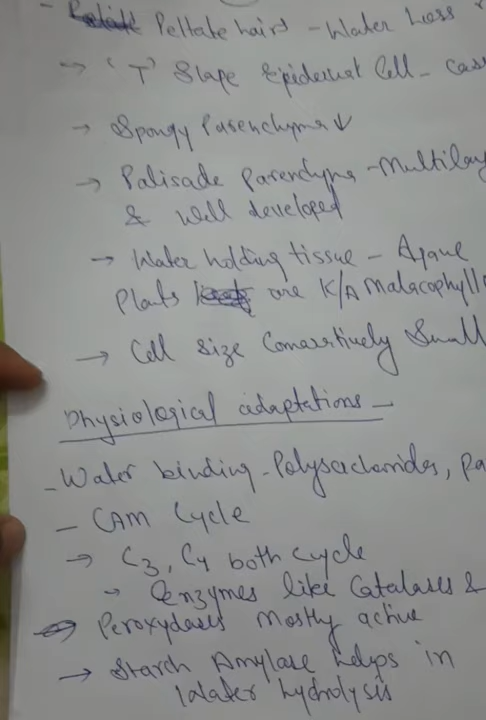 - Peltate hairs - Water Loss
→ 'T' Shape Epidermal Cell -
→ Spongy Parenchyma ↓
→ Palisade Parenchyma - Multilay
& well developed
→ Water holding tissue - Agave
Plants are K/A Malacophyll
→ Cell Size Comarritively Small
Physiological adaptations -
- Water binding - Polysaccharides,
- CAM Cycle
→ C3, C4 both cycle
→ Enzymes like Catalases &
Peroxydases Mostly active
→ Starch Amylase helps in
Water hydrolysis